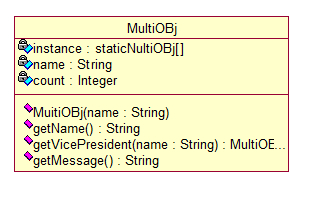 MultiOBj
instance : staticNultiOBj[]
name : String
count : Integer
MuitiOBj(name : String)
getName() : String
getVicePresident(name : String) : MultiOE...
getMessage() : String